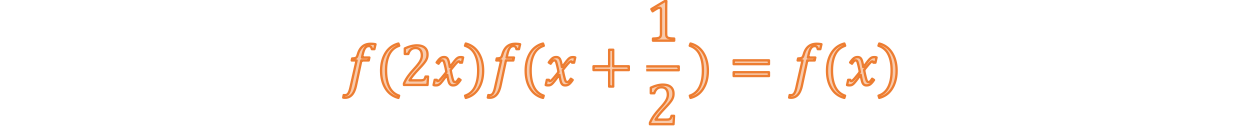 f(2x)f(x + 1/2) = f(x)